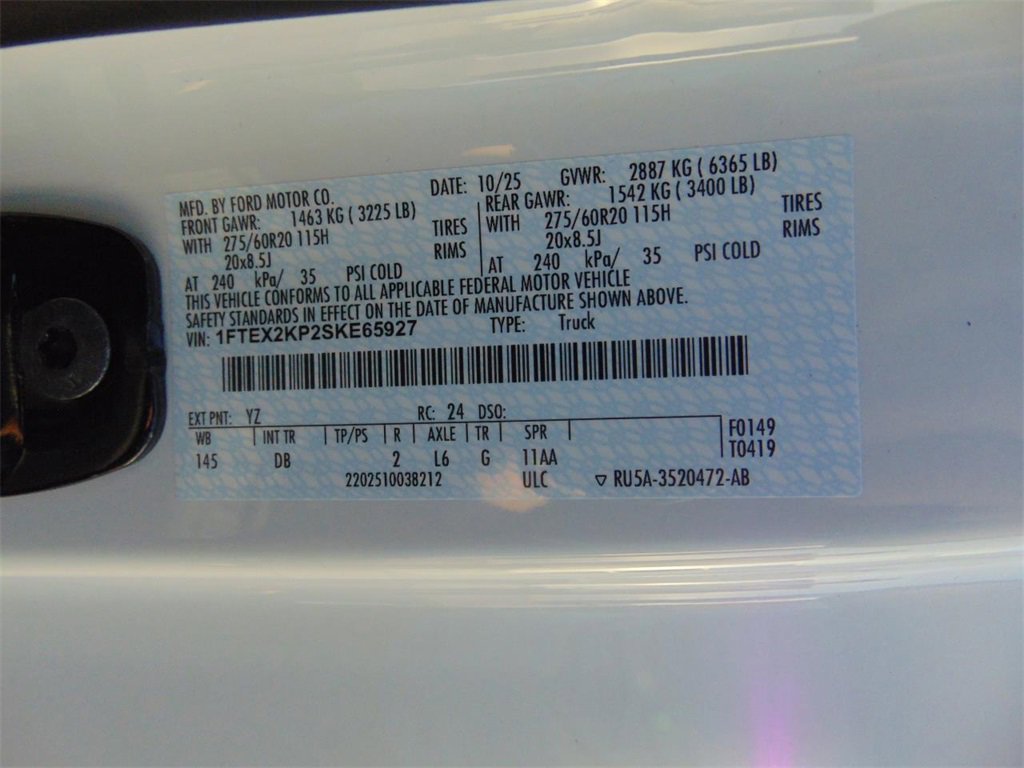 MFD. BY FORD MOTOR CO. DATE: 10/25 GVWR: 2887 KG ( 6365 LB)
FRONT GAWR: 1463 KG ( 3225 LB) REAR GAWR: 1542 KG ( 3400 LB)
WITH 275/60R20 115H TIRES WITH 275/60R20 115H TIRES
20x8.5J RIMS 20x8.5J RIMS
AT 240 kPa/ 35 PSI COLD AT 240 kPa/ 35 PSI COLD
THIS VEHICLE CONFORMS TO ALL APPLICABLE FEDERAL MOTOR VEHICLE
SAFETY STANDARDS IN EFFECT ON THE DATE OF MANUFACTURE SHOWN ABOVE.
VIN: 1FTEX2KP2SKE65927 TYPE: Truck
EXT PNT: YZ RC: 24 DSO:
WB INT TR TP/PS R AXLE TR SPR F0149
145 DB 2 L6 G 11AA T0419
2202510038212 ULC ▽ RU5A-3520472-AB